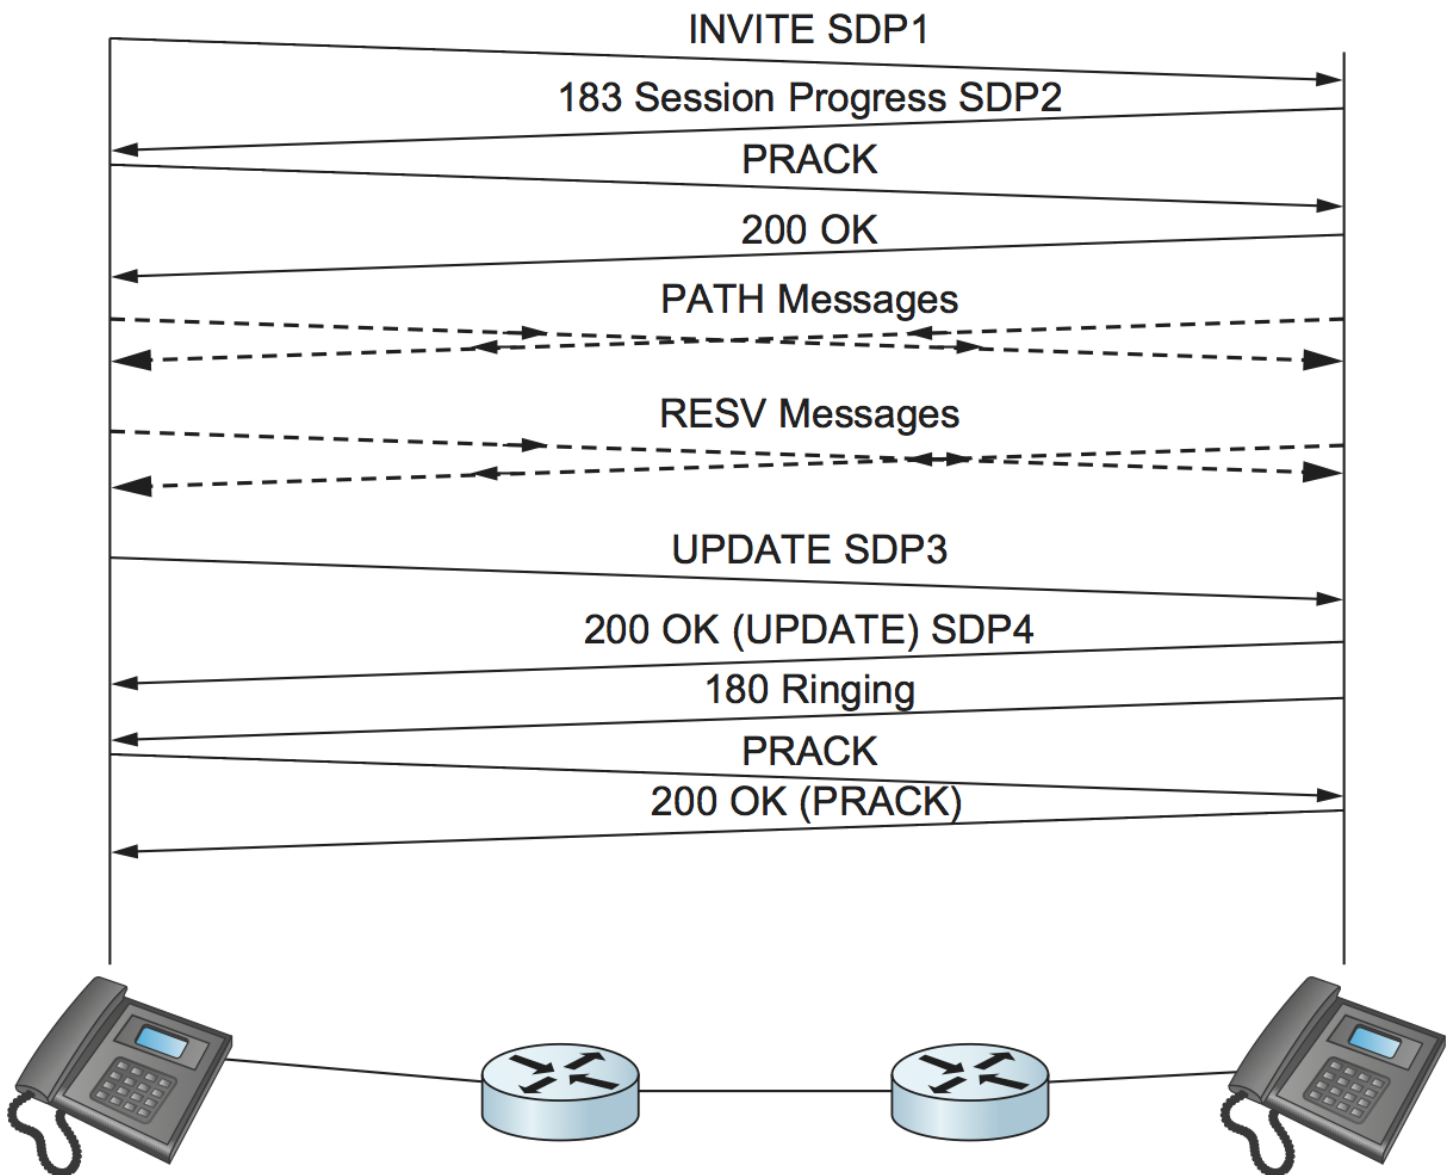 INVITE SDP1
183 Session Progress SDP2
PRACK
200 OK
PATH Messages
RESV Messages
UPDATE SDP3
200 OK (UPDATE) SDP4
180 Ringing
PRACK
200 OK (PRACK)